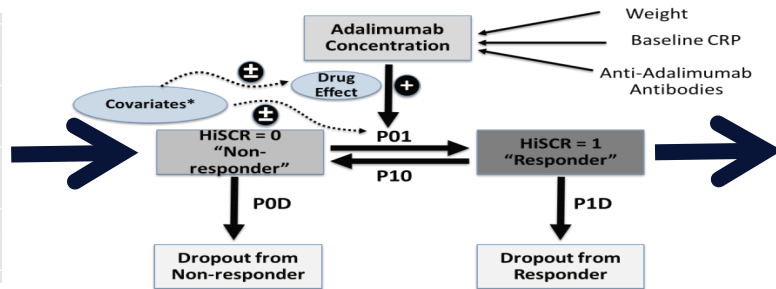 Adalimumab
Concentration
Weight
Baseline CRP
Anti-Adalimumab
Antibodies
±
Drug
Effect
+
Covariates*
±
P01
HiSCR = 0
“Non-
responder”
HiSCR = 1
“Responder”
P10
P0D
P1D
Dropout from
Non-responder
Dropout from
Responder